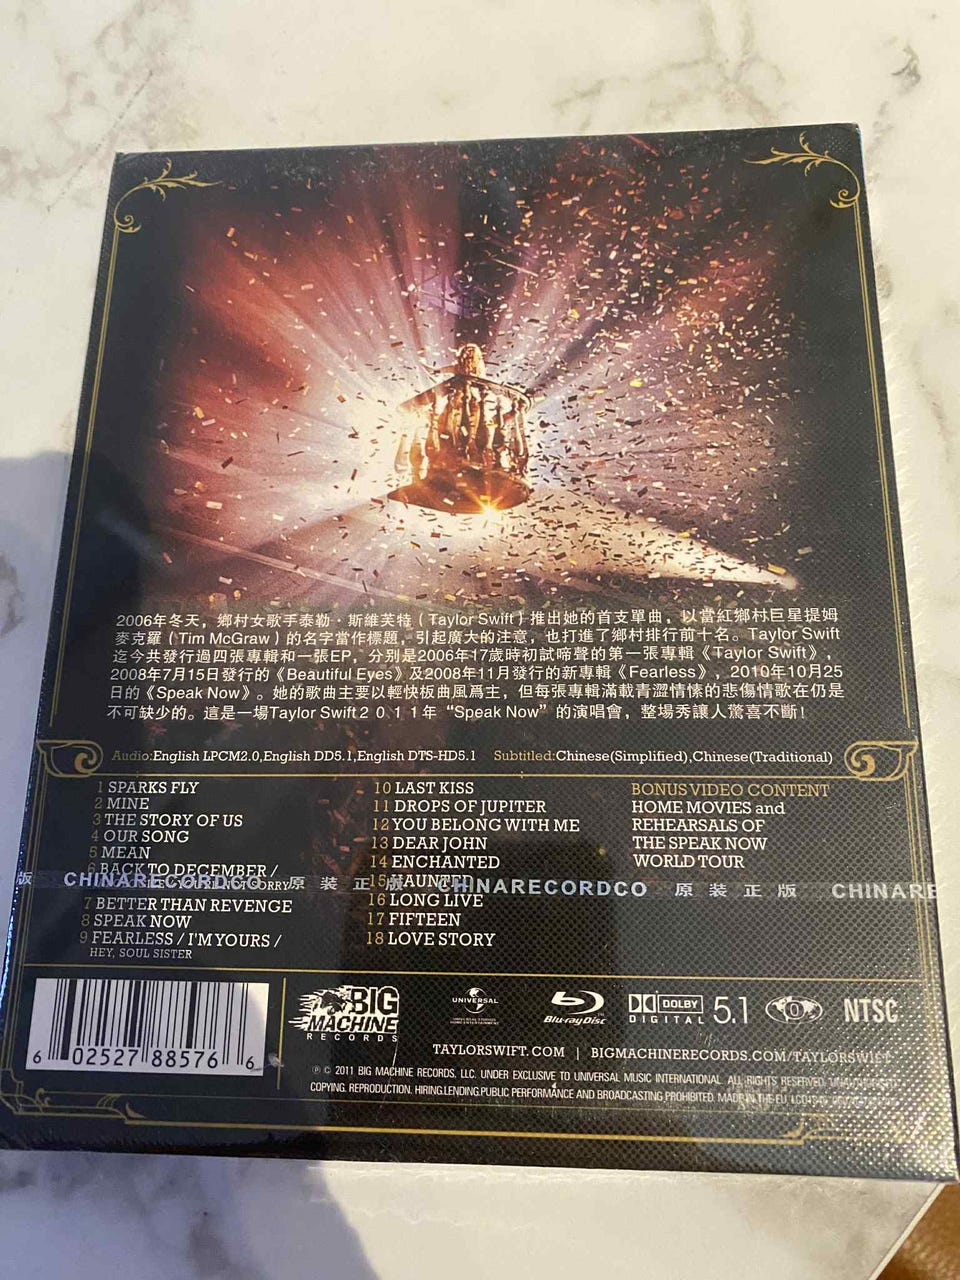 2006年冬天，鄉村女歌手泰勒·斯維芙特（Taylor Swift）推出她的首支單曲，以當紅鄉村巨星提姆
麥克羅（Tim McGraw）的名字當作標題，引起廣大的注意，也打進了鄉村排行前十名。Taylor Swift
迄今共發行過四張專輯和一張EP，分別是2006年17歲時初試啼聲的第一張專輯《Taylor Swift》，
2008年7月15日發行的《Beautiful Eyes》及2008年11月發行的新專輯《Fearless》，2010年10月25
日的《Speak Now》。她的歌曲主要以輕快板曲風爲主，但每張專輯滿載青澀情愫的悲傷情歌在仍是
不可缺少的。這是一場Taylor Swift２０１１年“Speak Now”的演唱會，整場秀讓人驚喜不斷！
Audio:English LPCM2.0,English DD5.1,English DTS-HD5.1 Subtitled:Chinese(Simplified),Chinese(Traditional)
1 SPARKS FLY
2 MINE
3 THE STORY OF US
4 OUR SONG
5 MEAN
6 BACK TO DECEMBER /
NOT SORRY
7 BETTER THAN REVENGE
8 SPEAK NOW
9 FEARLESS / I'M YOURS /
HEY, SOUL SISTER
10 LAST KISS
11 DROPS OF JUPITER
12 YOU BELONG WITH ME
13 DEAR JOHN
14 ENCHANTED
15 HAUNTED
16 LONG LIVE
17 FIFTEEN
18 LOVE STORY
BONUS VIDEO CONTENT
HOME MOVIES and
REHEARSALS OF
THE SPEAK NOW
WORLD TOUR
版 CHINARECORDCO 原装正版 CHINARECORDCO 原装正版 CHINARE
6 02527 88576 6
BIG
MACHINE
RECORDS
UNIVERSAL
UNIVERSAL STUDIOS
HOME ENTERTAINMENT
Blu-ray Disc
DOLBY
DIGITAL 5.1
0
NTSC
TAYLORSWIFT.COM | BIGMACHINERECORDS.COM/TAYLORSWIFT
℗ © 2011 BIG MACHINE RECORDS, LLC. UNDER EXCLUSIVE TO UNIVERSAL MUSIC INTERNATIONAL. ALL RIGHTS RESERVED.
COPYING. REPRODUCTION. HIRING.LENDING.PUBLIC PERFORMANCE AND BROADCASTING PROHIBITED. MADE IN THE EU.